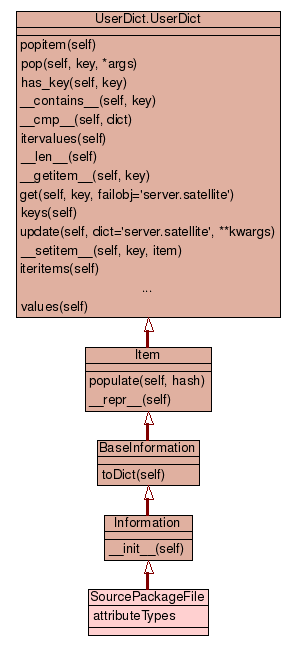 UserDict.UserDict
popitem(self)
pop(self, key, *args)
has_key(self, key)
__contains__(self, key)
__cmp__(self, dict)
itervalues(self)
__len__(self)
__getitem__(self, key)
get(self, key, failobj='server.satellite')
keys(self)
update(self, dict='server.satellite', **kwargs)
__setitem__(self, key, item)
iteritems(self)
...
values(self)
Item
populate(self, hash)
__repr__(self)
BaseInformation
toDict(self)
Information
__init__(self)
SourcePackageFile
attributeTypes